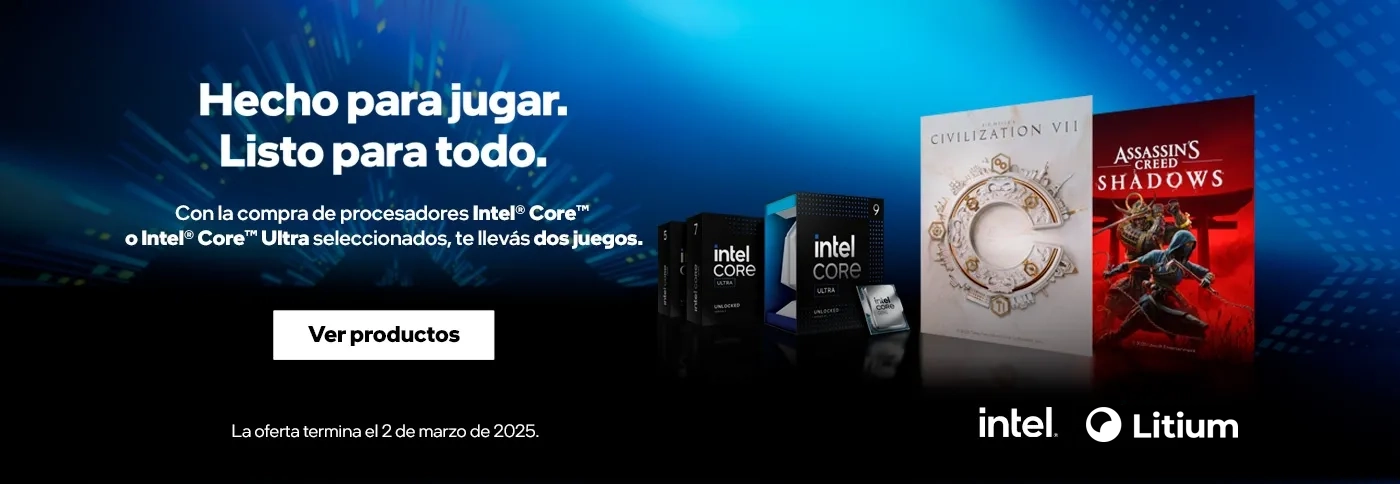 Hecho para jugar.
Listo para todo.
Con la compra de procesadores Intel® Core™
o Intel® Core™ Ultra seleccionados, te llevás dos juegos.
Ver productos
La oferta termina el 2 de marzo de 2025.
5
7
intel
CORE
ULTRA
UNLOCKED
9
intel
CORE
ULTRA
UNLOCKED
intel
CORE
CIVILIZATION VII
ASSASSIN'S
CREED
SHADOWS
intel.
Litium